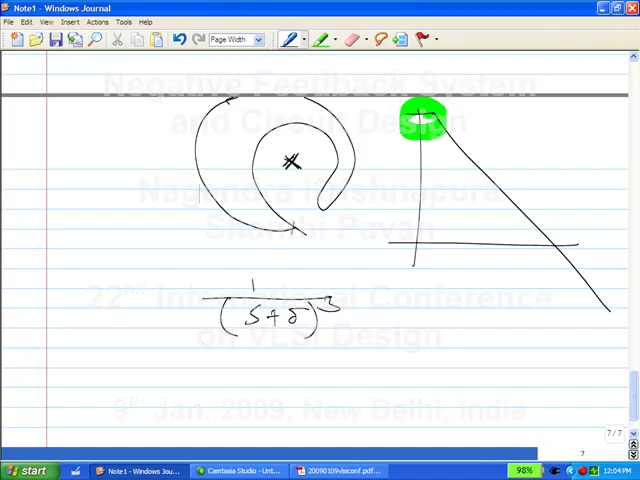 Note1 - Windows Journal
File Edit View Insert Actions Tools Help
Page Width
Negative Feedback System
and Circuit Design
Nagendra Krishnapura
Shanthi Pavan
1
(s+σ)3
22nd International Conference
on VLSI Design
9th Jan. 2009, New Delhi, India
7/7
7
start
Note1 - Windows Jou...
Camtasia Studio - Unt...
20090109vlsiconf.pdf...
98%
12:04 PM